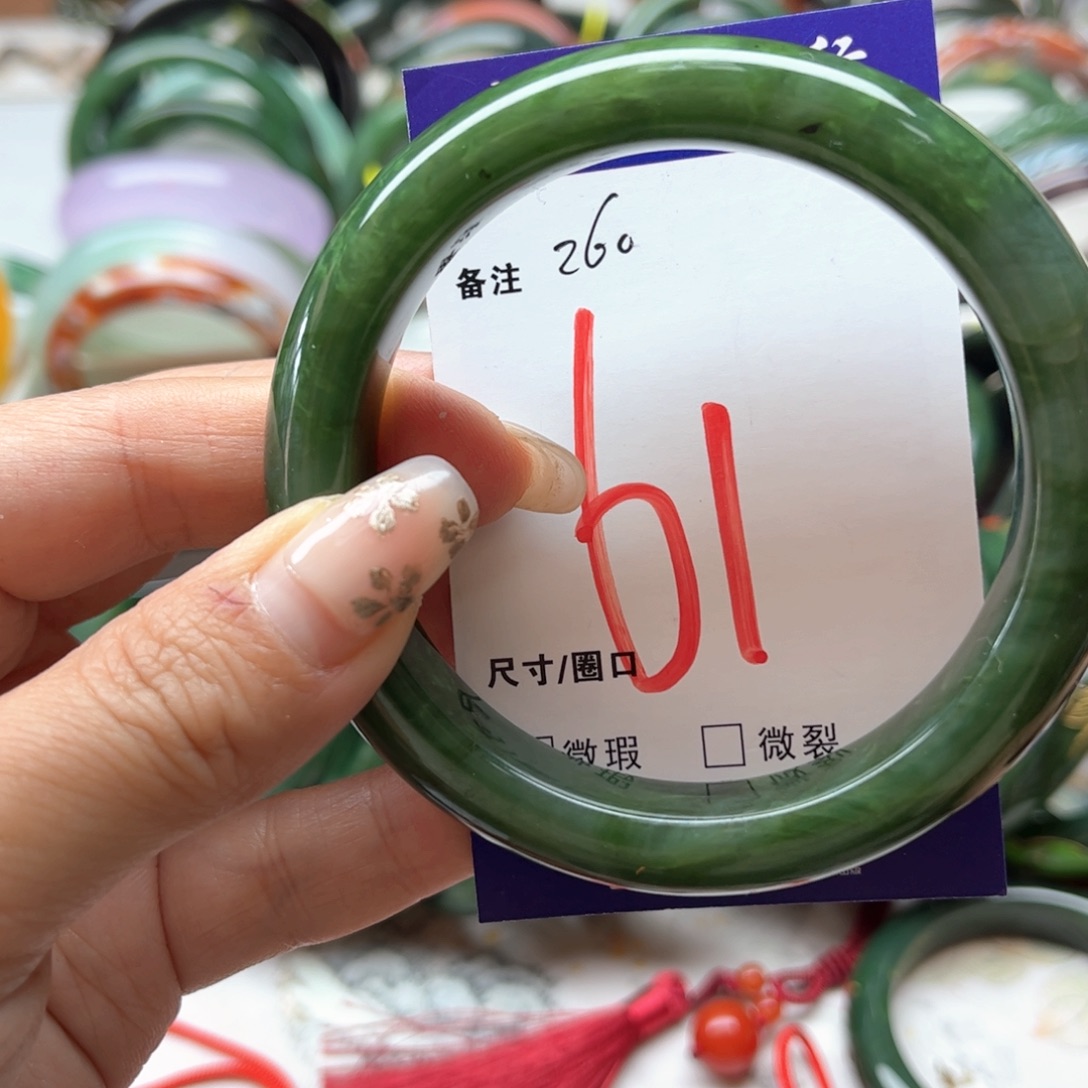 备注 260
61
尺寸/圈口
微瑕 □ 微裂